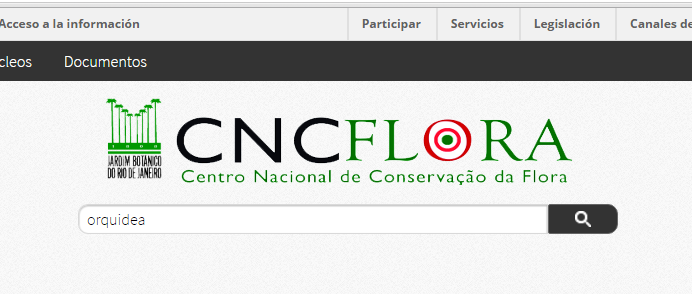 Acceso a la información Participar Servicios Legislación Canales de
cleos Documentos
CNCFLORA
JARDIM BOTÂNICO
DO RIO DE JANEIRO
Centro Nacional de Conservação da Flora
orquidea